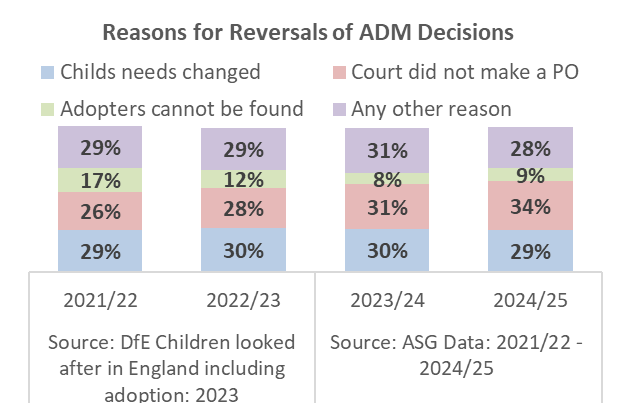 Reasons for Reversals of ADM Decisions
Childs needs changed
Court did not make a PO
Adopters cannot be found
Any other reason
29% 29% 31% 28%
17% 12% 8% 9%
26% 28% 31% 34%
29% 30% 30% 29%
2021/22 2022/23 2023/24 2024/25
Source: DfE Children looked
after in England including
adoption: 2023
Source: ASG Data: 2021/22 -
2024/25